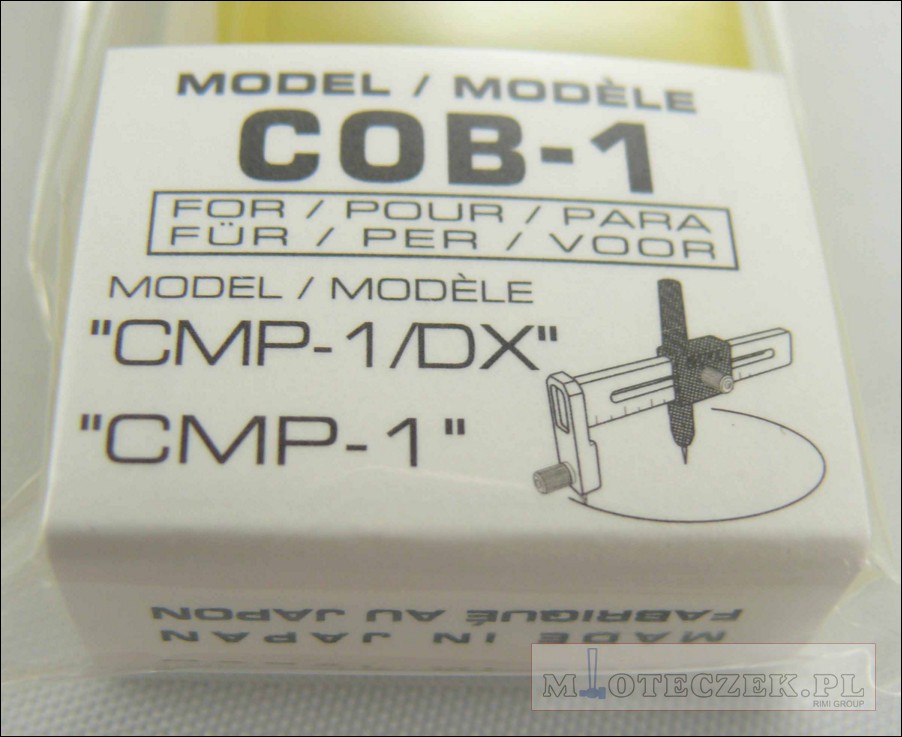 MODEL / MODÈLE
COB-1
FOR / POUR / PARA
FÜR / PER / VOOR
MODEL / MODÈLE
"CMP-1/DX"
"CMP-1"
FABRIQUÉ AU JAPON
MADE IN JAPAN
MŁOTECZEK.PL
RIMI GROUP